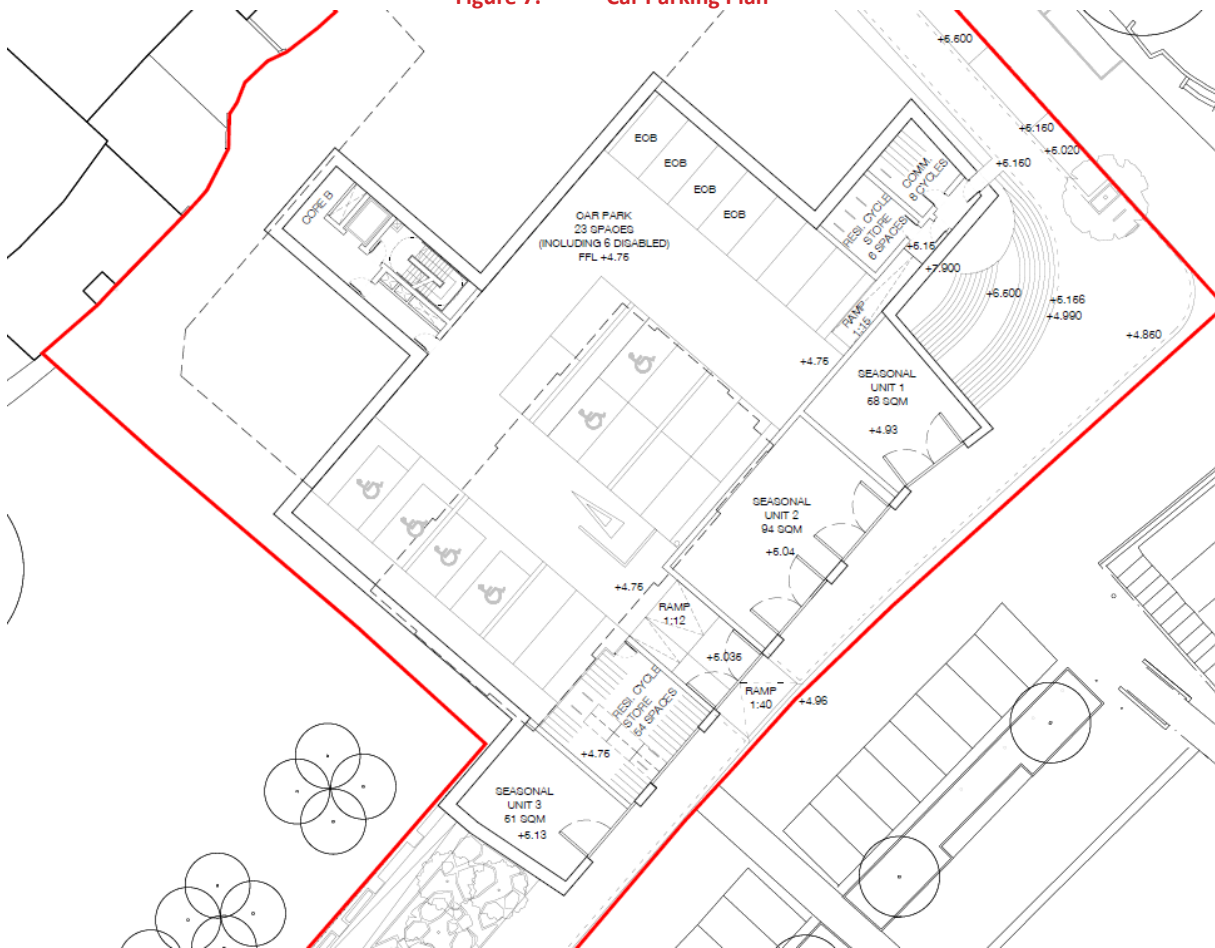 Figure 7. Car Parking Plan
+5.600
+5.150
+5.020
+5.150
EOB
EOB
EOB
EOB
CORE B
CAR PARK
23 SPACES
(INCLUDING 6 DISABLED)
FFL +4.75
COMM.
8 CYCLES
RESI. CYCLE
STORE
6 SPACES
+5.15
+7.900
+6.600
+5.166
+4.990
+4.860
RAMP
1:15
+4.75
SEASONAL
UNIT 1
68 SQM
+4.93
SEASONAL
UNIT 2
94 SQM
+5.04
+4.75
RAMP
1:12
+5.035
RAMP
1:40
+4.96
RESI. CYCLE
STORE
54 SPACES
+4.75
SEASONAL
UNIT 3
51 SQM
+5.13